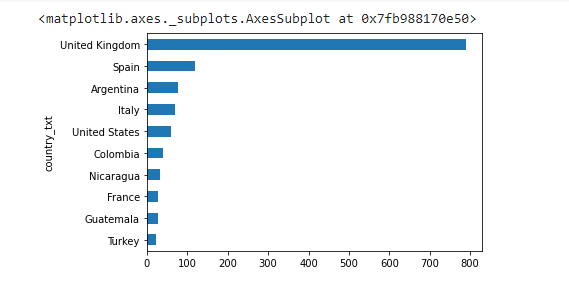 <matplotlib.axes._subplots.AxesSubplot at 0x7fb988170e50>
country_txt
United Kingdom
Spain
Argentina
Italy
United States
Colombia
Nicaragua
France
Guatemala
Turkey
0 100 200 300 400 500 600 700 800